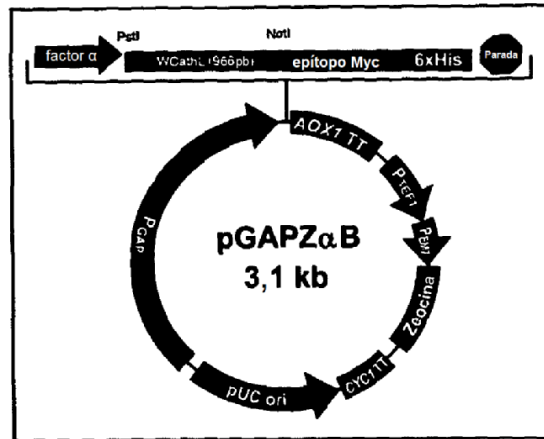 PstI
NotI
factor α
WCathL (966pb)
epítopo Myc
6xHis
Parada
AOX1 TT
PTEF1
PEM7
Zeocina
CYC1 TT
pUC ori
PGAP
pGAPZαB
3,1 kb